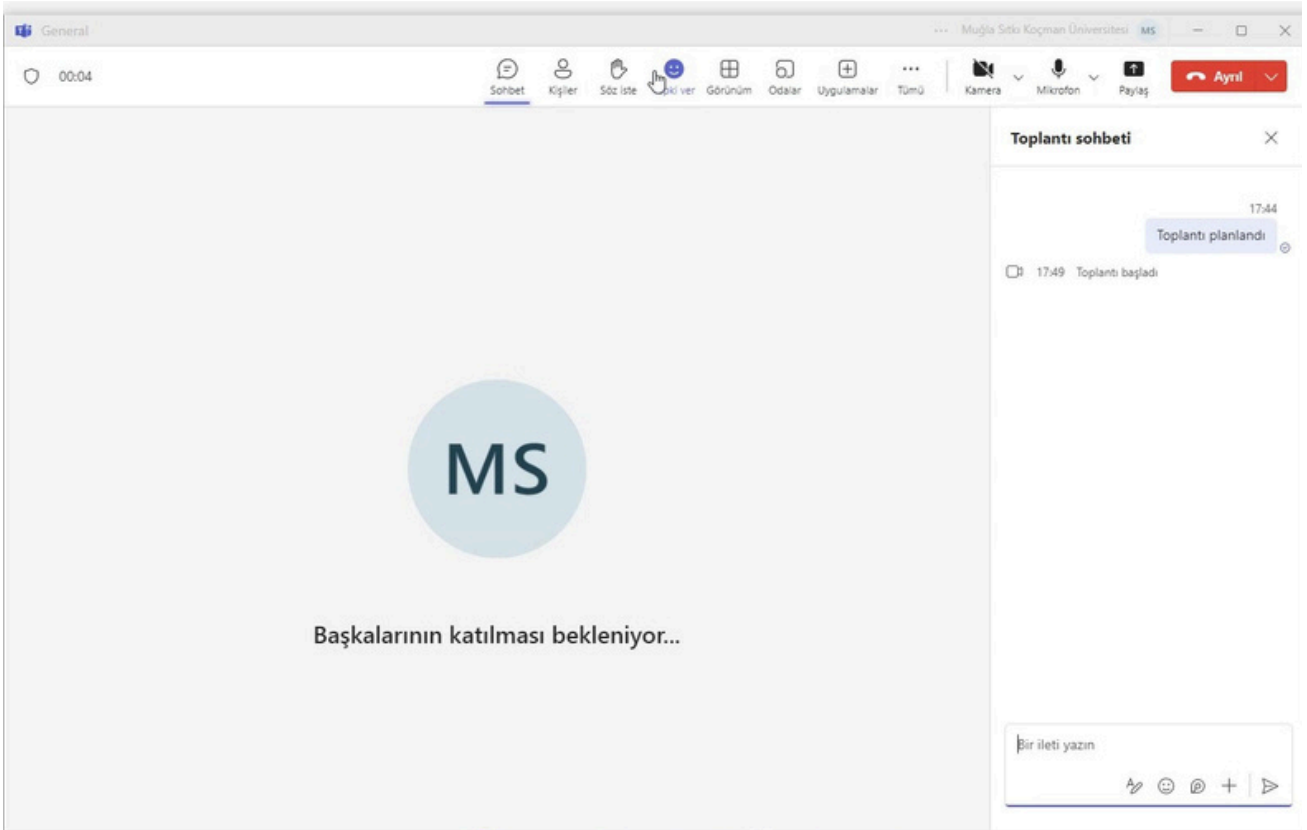 General
Muğla Sıtkı Koçman Üniversitesi MS
00:04
Sohbet Kişiler Söz iste ver Görünüm Odalar Uygulamalar Tümü Kamera Mikrofon Paylaş Ayrıl
Toplantı sohbeti
17:44
Toplantı planlandı
17:49 Toplantı başladı
MS
Başkalarının katılması bekleniyor...
Bir ileti yazın